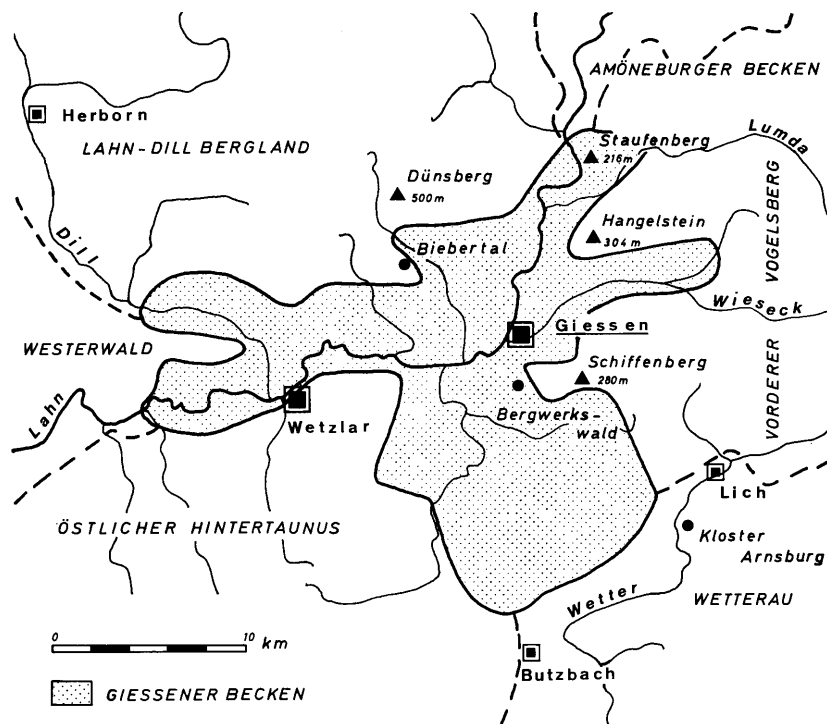 AMÖNEBURGER BECKEN
Herborn
LAHN-DILL BERGLAND
Staufenberg
216m
Lumda
Dünsberg
500m
Hangelstein
304m
VOGELSBERG
Dill
Biebertal
Wieseck
Giessen
WESTERWALD
Schiffenberg
280m
VORDERER
Lahn
Wetzlar
Bergwerks-
wald
Lich
ÖSTLICHER HINTERTAUNUS
Kloster
Arnsburg
Wetter
WETTERAU
0 10 km
Butzbach
GIESSENER BECKEN